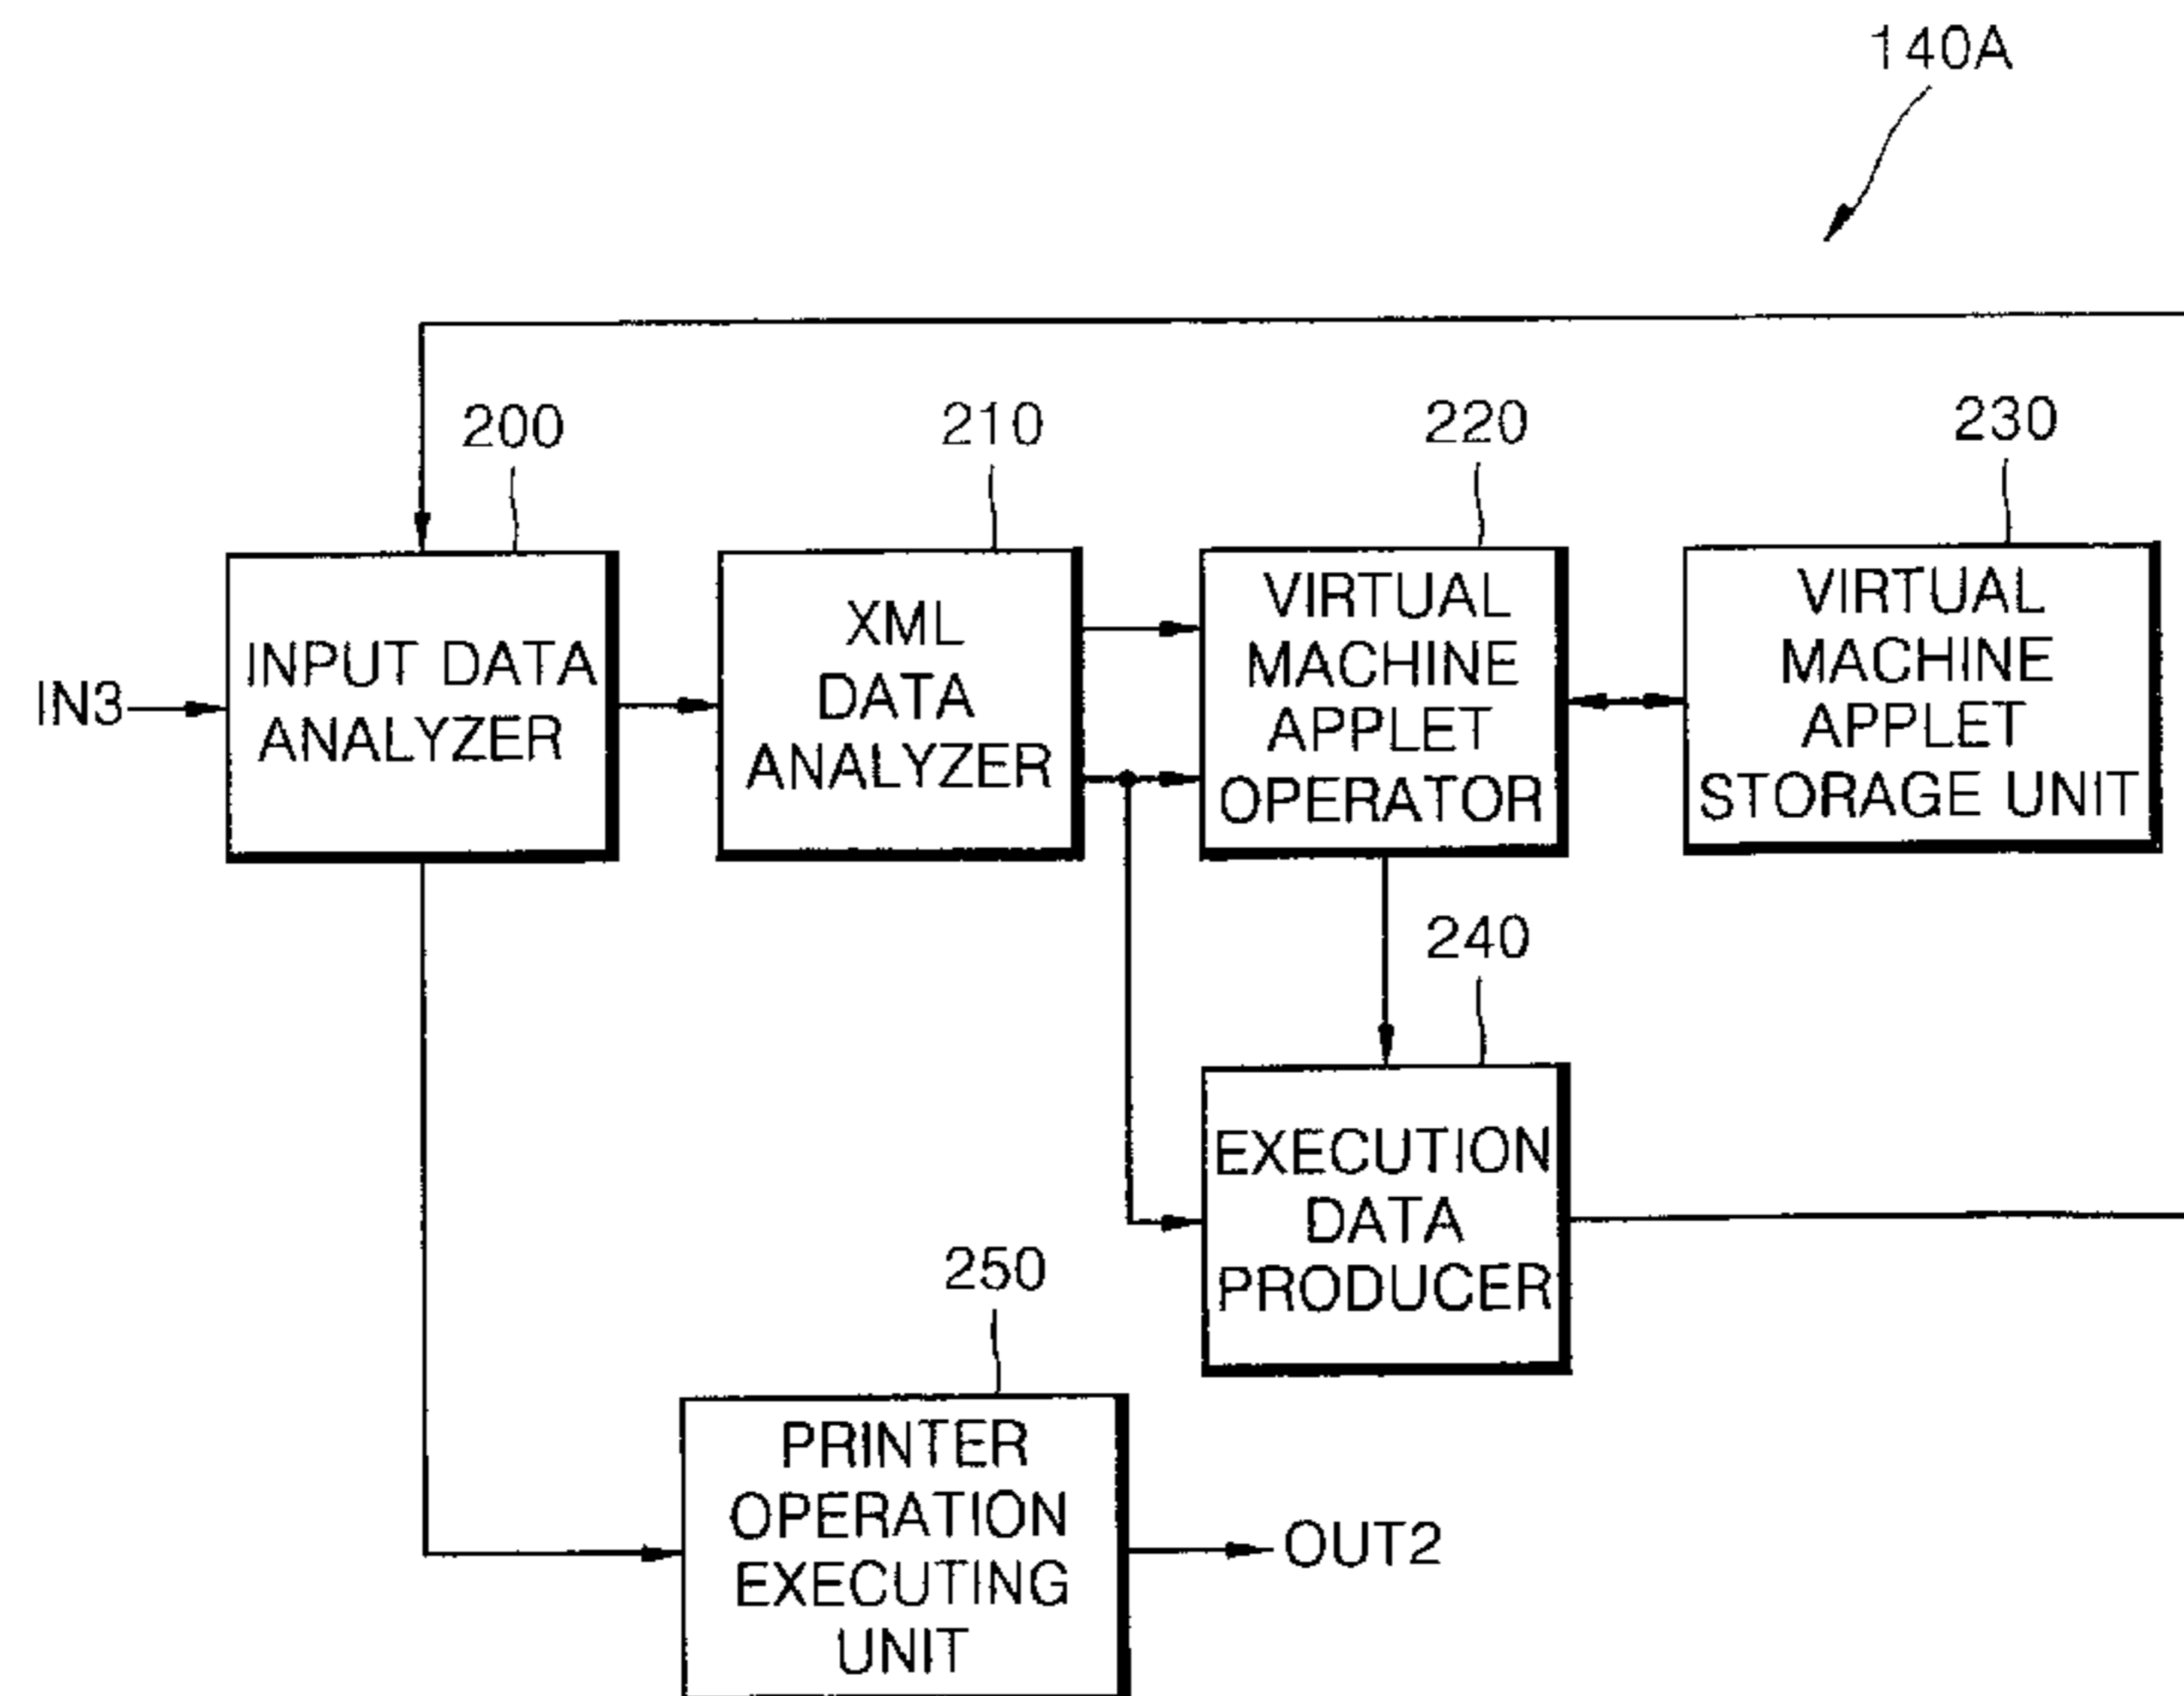 140A
200
210
220
230
IN3
INPUT DATA
ANALYZER
XML
DATA
ANALYZER
VIRTUAL
MACHINE
APPLET
OPERATOR
VIRTUAL
MACHINE
APPLET
STORAGE UNIT
240
EXECUTION
DATA
PRODUCER
250
PRINTER
OPERATION
EXECUTING
UNIT
OUT2